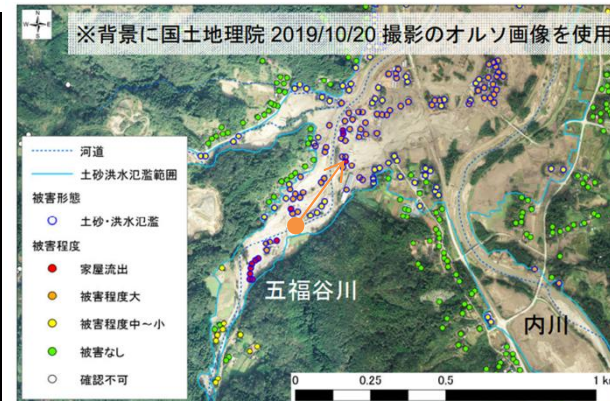 N
W E
S
※背景に国土地理院 2019/10/20 撮影のオルソ画像を使用
河道
土砂洪水氾濫範囲
被害形態
土砂・洪水氾濫
被害程度
家屋流出
被害程度大
被害程度中～小
被害なし
確認不可
五福谷川
内川
0 0.25 0.5 1 km